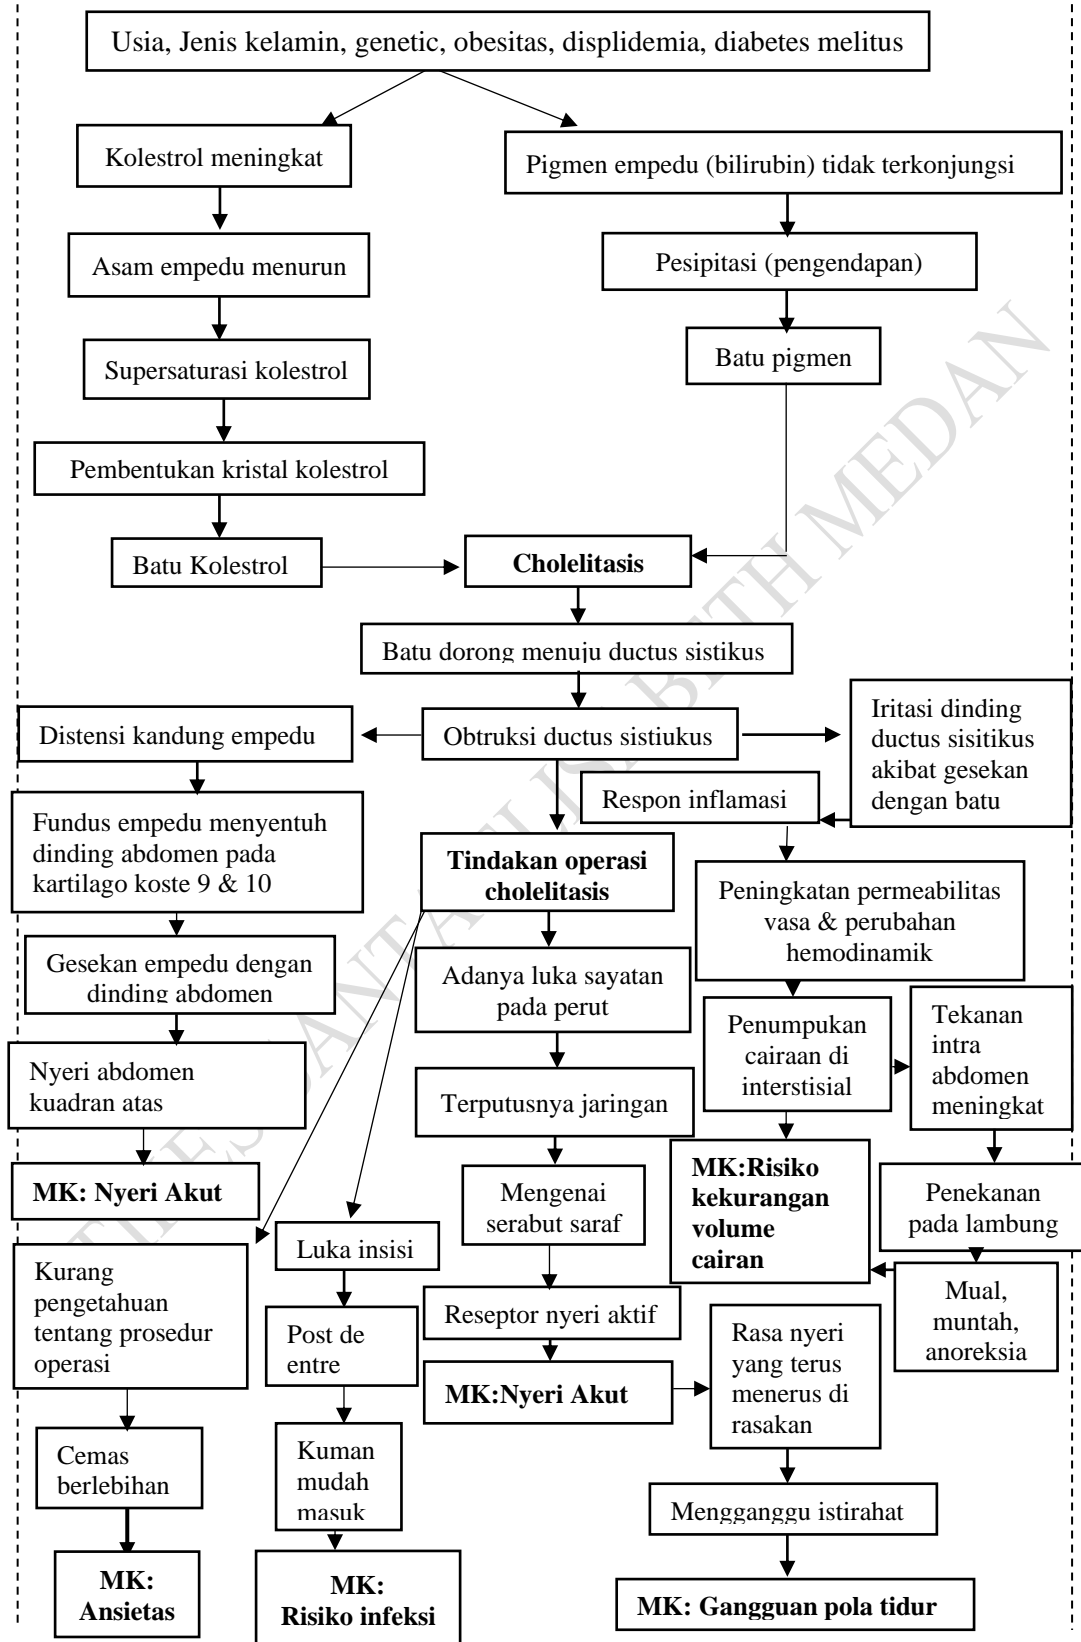 Usia, Jenis kelamin, genetic, obesitas, displidemia, diabetes melitus
Kolestrol meningkat
Pigmen empedu (bilirubin) tidak terkonjungsi
Asam empedu menurun
Pesipitasi (pengendapan)
Supersaturasi kolestrol
Batu pigmen
Pembentukan kristal kolestrol
Batu Kolestrol
Cholelitasis
Batu dorong menuju ductus sistikus
Distensi kandung empedu
Obtruksi ductus sistiukus
Iritasi dinding
ductus sisitikus
akibat gesekan
dengan batu
Respon inflamasi
Fundus empedu menyentuh
dinding abdomen pada
kartilago koste 9 & 10
Tindakan operasi
cholelitasis
Peningkatan permeabilitas
vasa & perubahan
hemodinamik
Gesekan empedu dengan
dinding abdomen
Adanya luka sayatan
pada perut
Penumpukan
cairaan di
interstisial
Tekanan
intra
abdomen
meningkat
Nyeri abdomen
kuadran atas
Terputusnya jaringan
MK: Nyeri Akut
Mengenai
serabut saraf
MK:Risiko
kekurangan
volume
cairan
Penekanan
pada lambung
Kurang
pengetahuan
tentang prosedur
operasi
Luka insisi
Reseptor nyeri aktif
Mual,
muntah,
anoreksia
Post de
entre
MK:Nyeri Akut
Rasa nyeri
yang terus
menerus di
rasakan
Cemas
berlebihan
Kuman
mudah
masuk
Mengganggu istirahat
MK:
Ansietas
MK:
Risiko infeksi
MK: Gangguan pola tidur